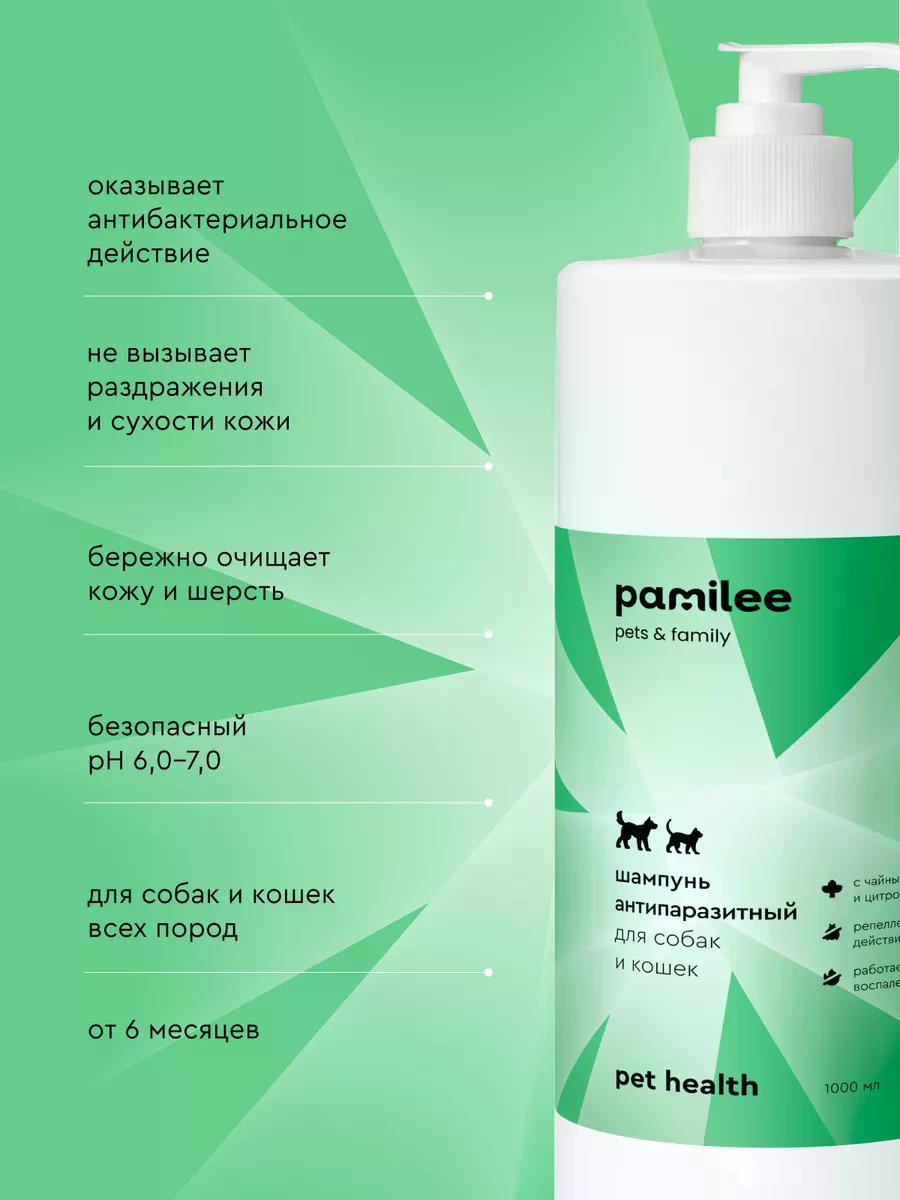 оказывает
антибактериальное
действие
не вызывает
раздражения
и сухости кожи
бережно очищает
кожу и шерсть
безопасный
pH 6,0–7,0
для собак и кошек
всех пород
от 6 месяцев
pamilee
pets & family
шампунь
антипаразитный
для собак
и кошек
с
и
pet health
1000 мл